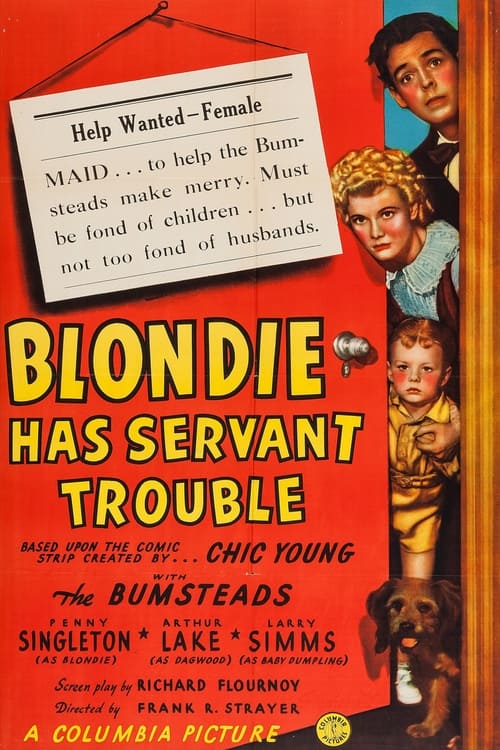 Help Wanted–Female
MAID . . . to help the Bum-
steads make merry. Must
be fond of children . . . but
not too fond of husbands.
BLONDIE
HAS SERVANT
TROUBLE
BASED UPON THE COMIC
STRIP CREATED BY... CHIC YOUNG
WITH
The BUMSTEADS
PENNY SINGLETON (AS BLONDIE) * ARTHUR LAKE (AS DAGWOOD) * LARRY SIMMS (AS BABY DUMPLING)
Screen play by RICHARD FLOURNOY
Directed by FRANK R. STRAYER
A COLUMBIA PICTURE
COLUMBIA
PICTURES